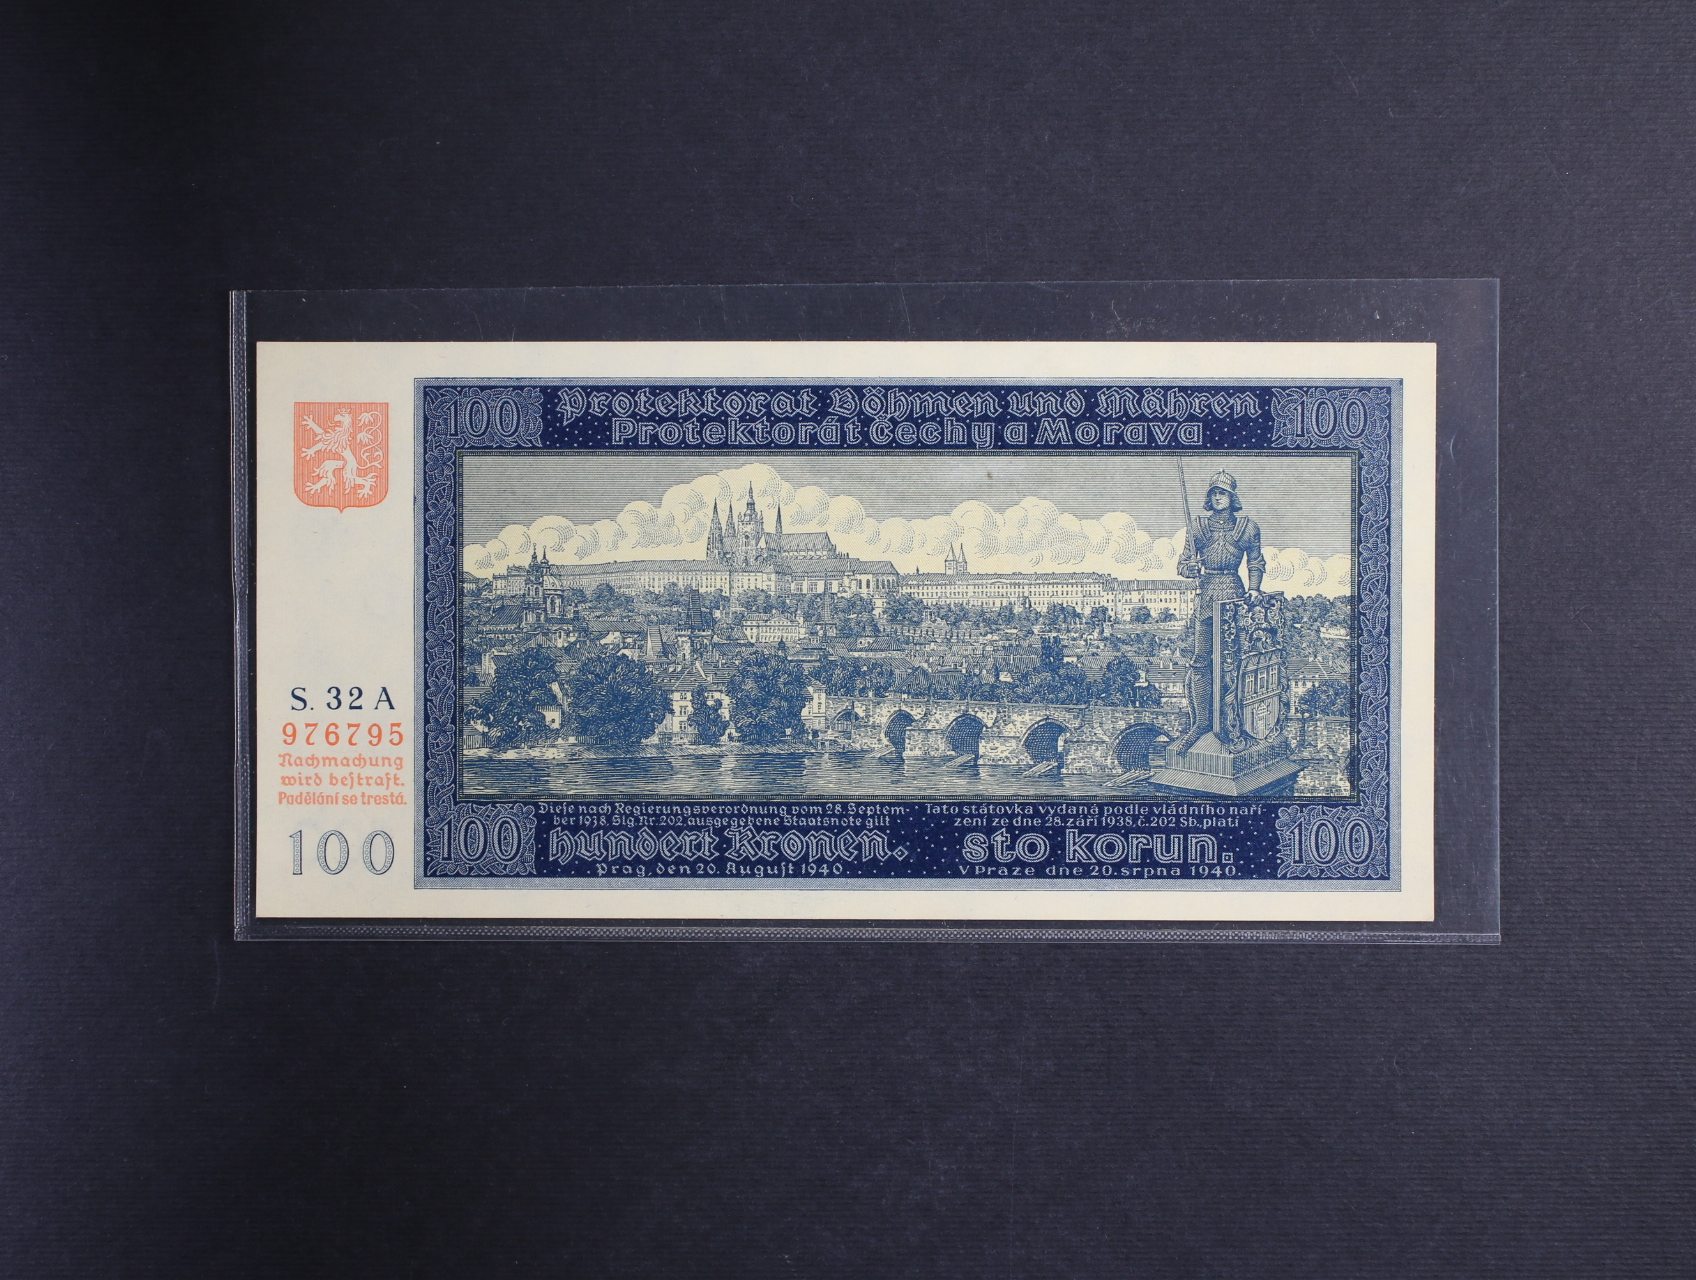 100
Protektorat Böhmen und Mähren
Protektorát Čechy a Morava
100
S. 32 A
976795
Nachmachung
wird bestraft.
Padělání se trestá.
100
100
Diese nach Regierungsverordnung vom 28. Septem-
ber 1938. Slg. Nr. 202, ausgegebene Staatsnote gilt
hundert Kronen.
Prag, den 20. August 1940.
Tato státovka vydaná podle vládního naří-
zení ze dne 28. září 1938, č. 202 Sb., platí
sto korun.
V Praze dne 20. srpna 1940.
100